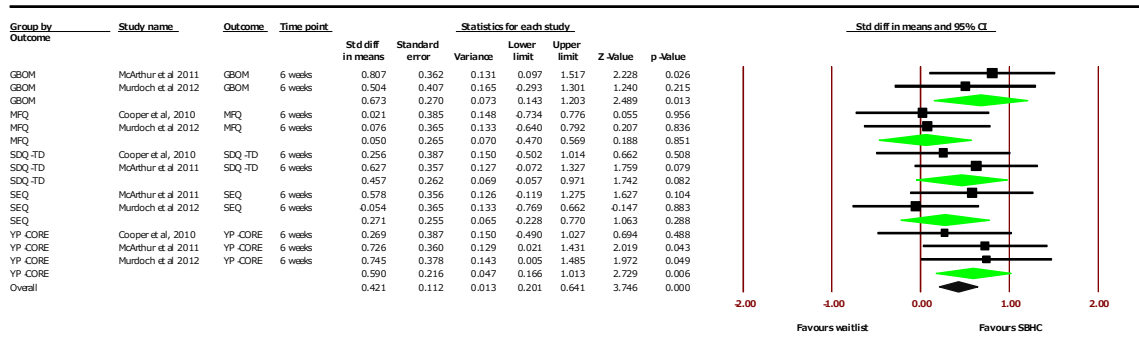 Group by Study name Outcome Time point Statistics for each study Std diff in means and 95% CI
Outcome
Std diff Standard Lower Upper
in means error Variance limit limit Z-Value p-Value
GBOM McArthur et al 2011 GBOM 6 weeks 0.807 0.362 0.131 0.097 1.517 2.228 0.026
GBOM Murdoch et al 2012 GBOM 6 weeks 0.504 0.407 0.165 -0.293 1.301 1.240 0.215
GBOM 0.673 0.270 0.073 0.143 1.203 2.489 0.013
MFQ Cooper et al, 2010 MFQ 6 weeks 0.021 0.385 0.148 -0.734 0.776 0.055 0.956
MFQ Murdoch et al 2012 MFQ 6 weeks 0.076 0.365 0.133 -0.640 0.792 0.207 0.836
MFQ 0.050 0.265 0.070 -0.470 0.569 0.188 0.851
SDQ-TD Cooper et al, 2010 SDQ-TD 6 weeks 0.256 0.387 0.150 -0.502 1.014 0.662 0.508
SDQ-TD McArthur et al 2011 SDQ-TD 6 weeks 0.627 0.357 0.127 -0.072 1.327 1.759 0.079
SDQ-TD 0.457 0.262 0.069 -0.057 0.971 1.742 0.082
SEQ McArthur et al 2011 SEQ 6 weeks 0.578 0.356 0.126 -0.119 1.275 1.627 0.104
SEQ Murdoch et al 2012 SEQ 6 weeks -0.054 0.365 0.133 -0.769 0.662 -0.147 0.883
SEQ 0.271 0.255 0.065 -0.228 0.770 1.063 0.288
YP-CORE Cooper et al, 2010 YP-CORE 6 weeks 0.269 0.387 0.150 -0.490 1.027 0.694 0.488
YP-CORE McArthur et al 2011 YP-CORE 6 weeks 0.726 0.360 0.129 0.021 1.431 2.019 0.043
YP-CORE Murdoch et al 2012 YP-CORE 6 weeks 0.745 0.378 0.143 0.005 1.485 1.972 0.049
YP-CORE 0.590 0.216 0.047 0.166 1.013 2.729 0.006
Overall 0.421 0.112 0.013 0.201 0.641 3.746 0.000
-2.00 -1.00 0.00 1.00 2.00
Favours waitlist Favours SBHC